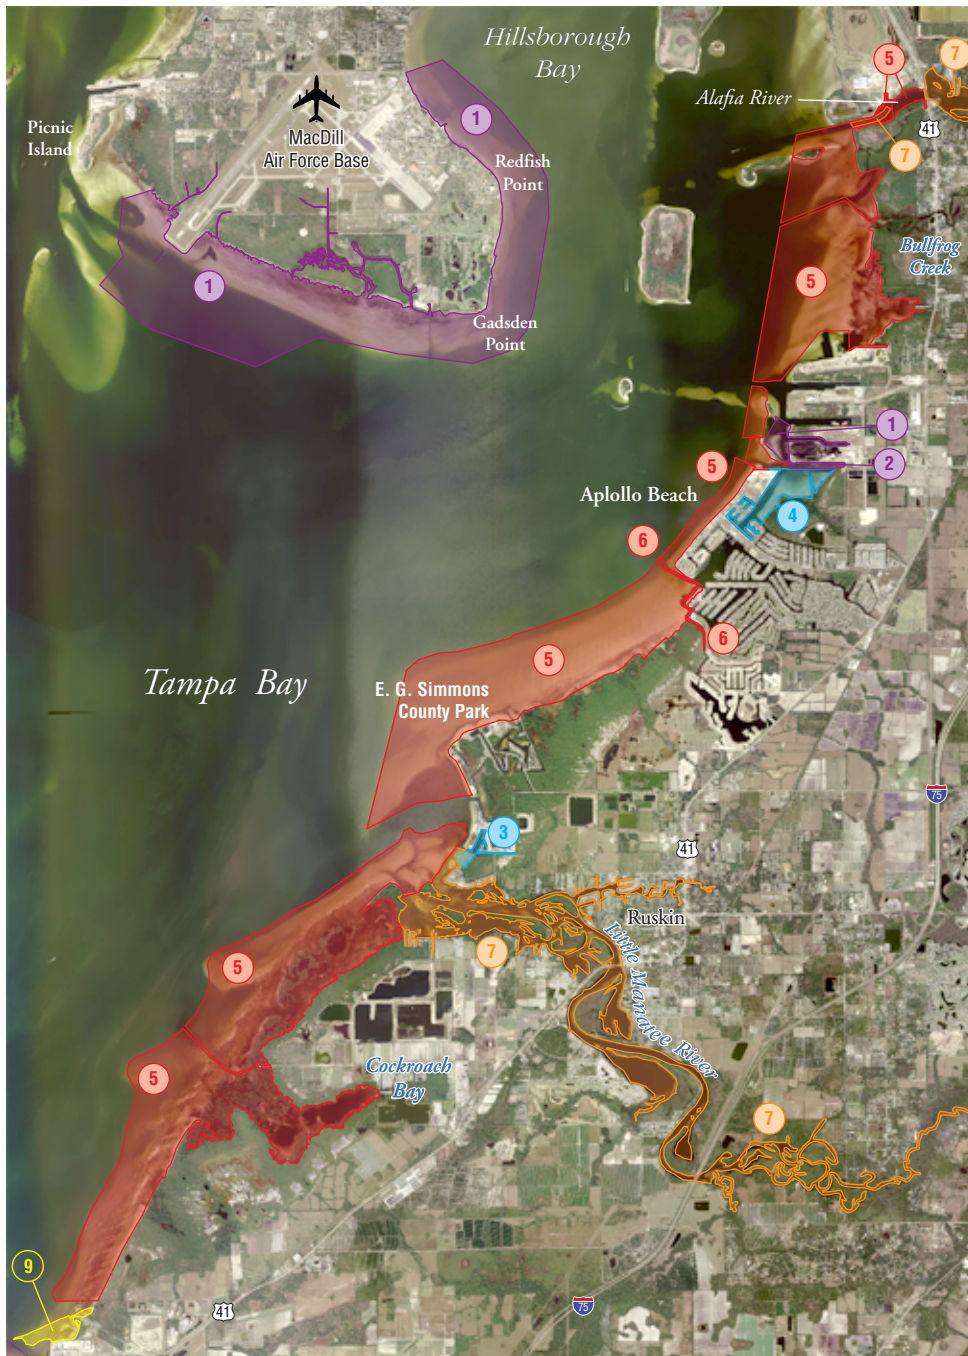 Hillsborough
Bay
5
7
Alafia River
41
1
Picnic
Island
MacDill
Air Force Base
Redfish
Point
7
Bullfrog
Creek
1
5
Gadsden
Point
1
2
5
Aplollo Beach
4
6
6
5
Tampa Bay
E. G. Simmons
County Park
75
3
41
Ruskin
7
Little Manatee River
5
Cockroach
Bay
5
7
9
41
75